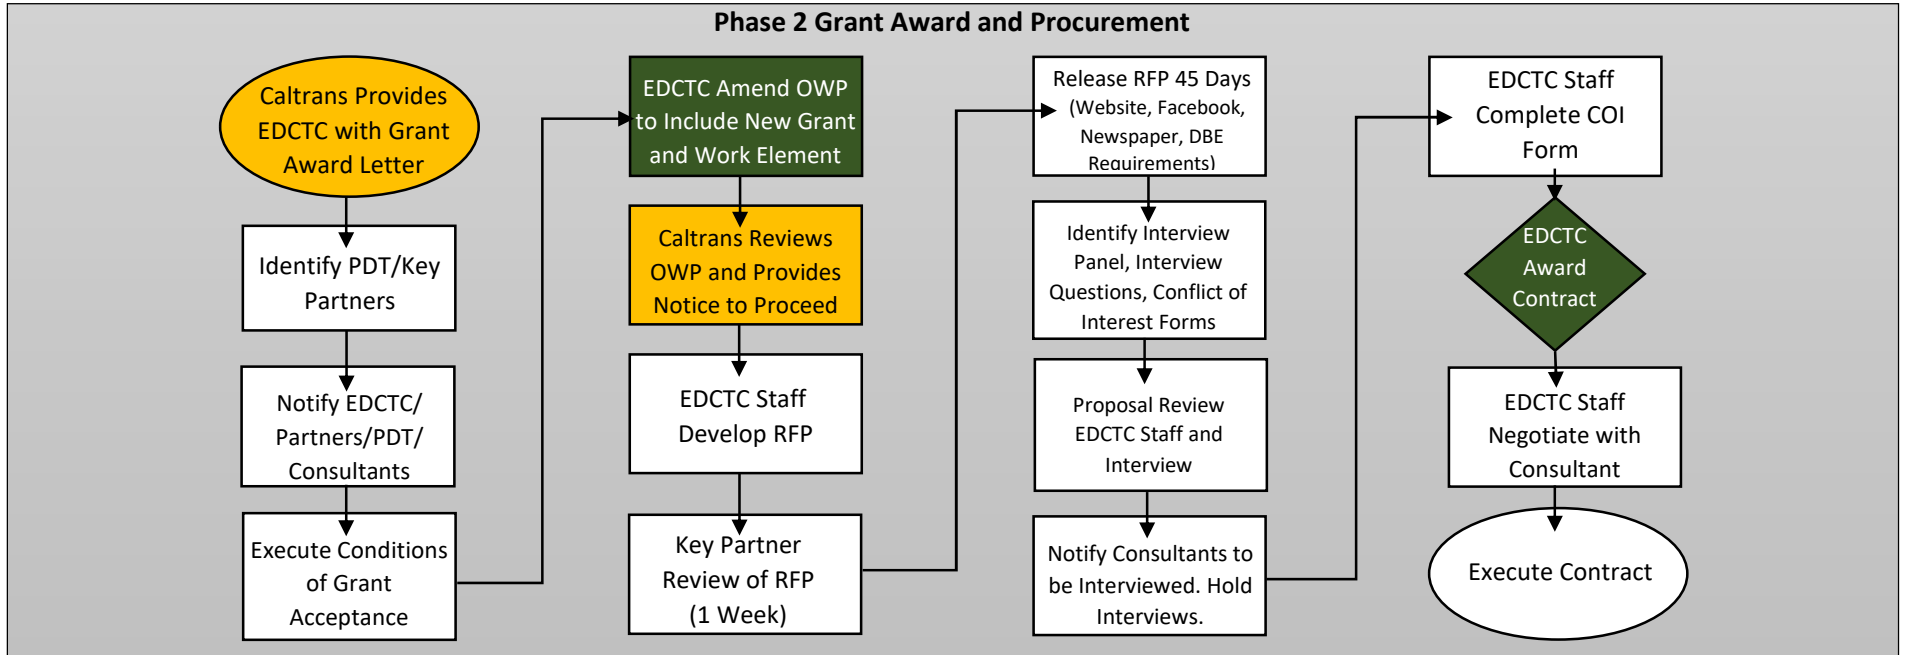 Phase 2 Grant Award and Procurement
Caltrans Provides
EDCTC with Grant
Award Letter
Identify PDT/Key
Partners
Notify EDCTC/
Partners/PDT/
Consultants
Execute Conditions
of Grant
Acceptance
EDCTC Amend OWP
to Include New Grant
and Work Element
Caltrans Reviews
OWP and Provides
Notice to Proceed
EDCTC Staff
Develop RFP
Key Partner
Review of RFP
(1 Week)
Release RFP 45 Days
(Website, Facebook,
Newspaper, DBE
Requirements)
Identify Interview
Panel, Interview
Questions, Conflict of
Interest Forms
Proposal Review
EDCTC Staff and
Interview
Notify Consultants to
be Interviewed. Hold
Interviews.
EDCTC Staff
Complete COI
Form
EDCTC
Award
Contract
EDCTC Staff
Negotiate with
Consultant
Execute Contract